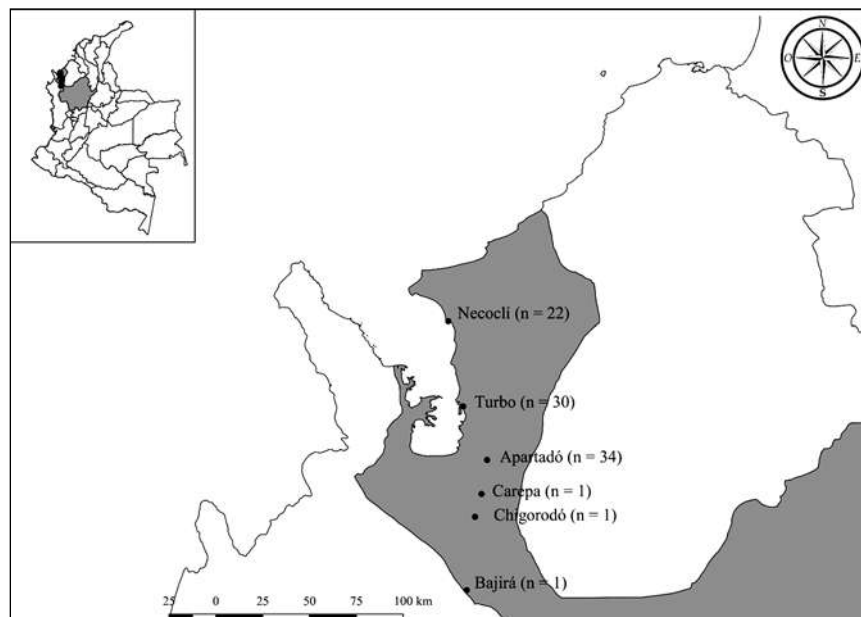 N
O
E
S
Necoclí (n = 22)
Turbo (n = 30)
Apartadó (n = 34)
Carepa (n = 1)
Chigorodó (n = 1)
Bajirá (n = 1)
25 0 25 50 75 100 km